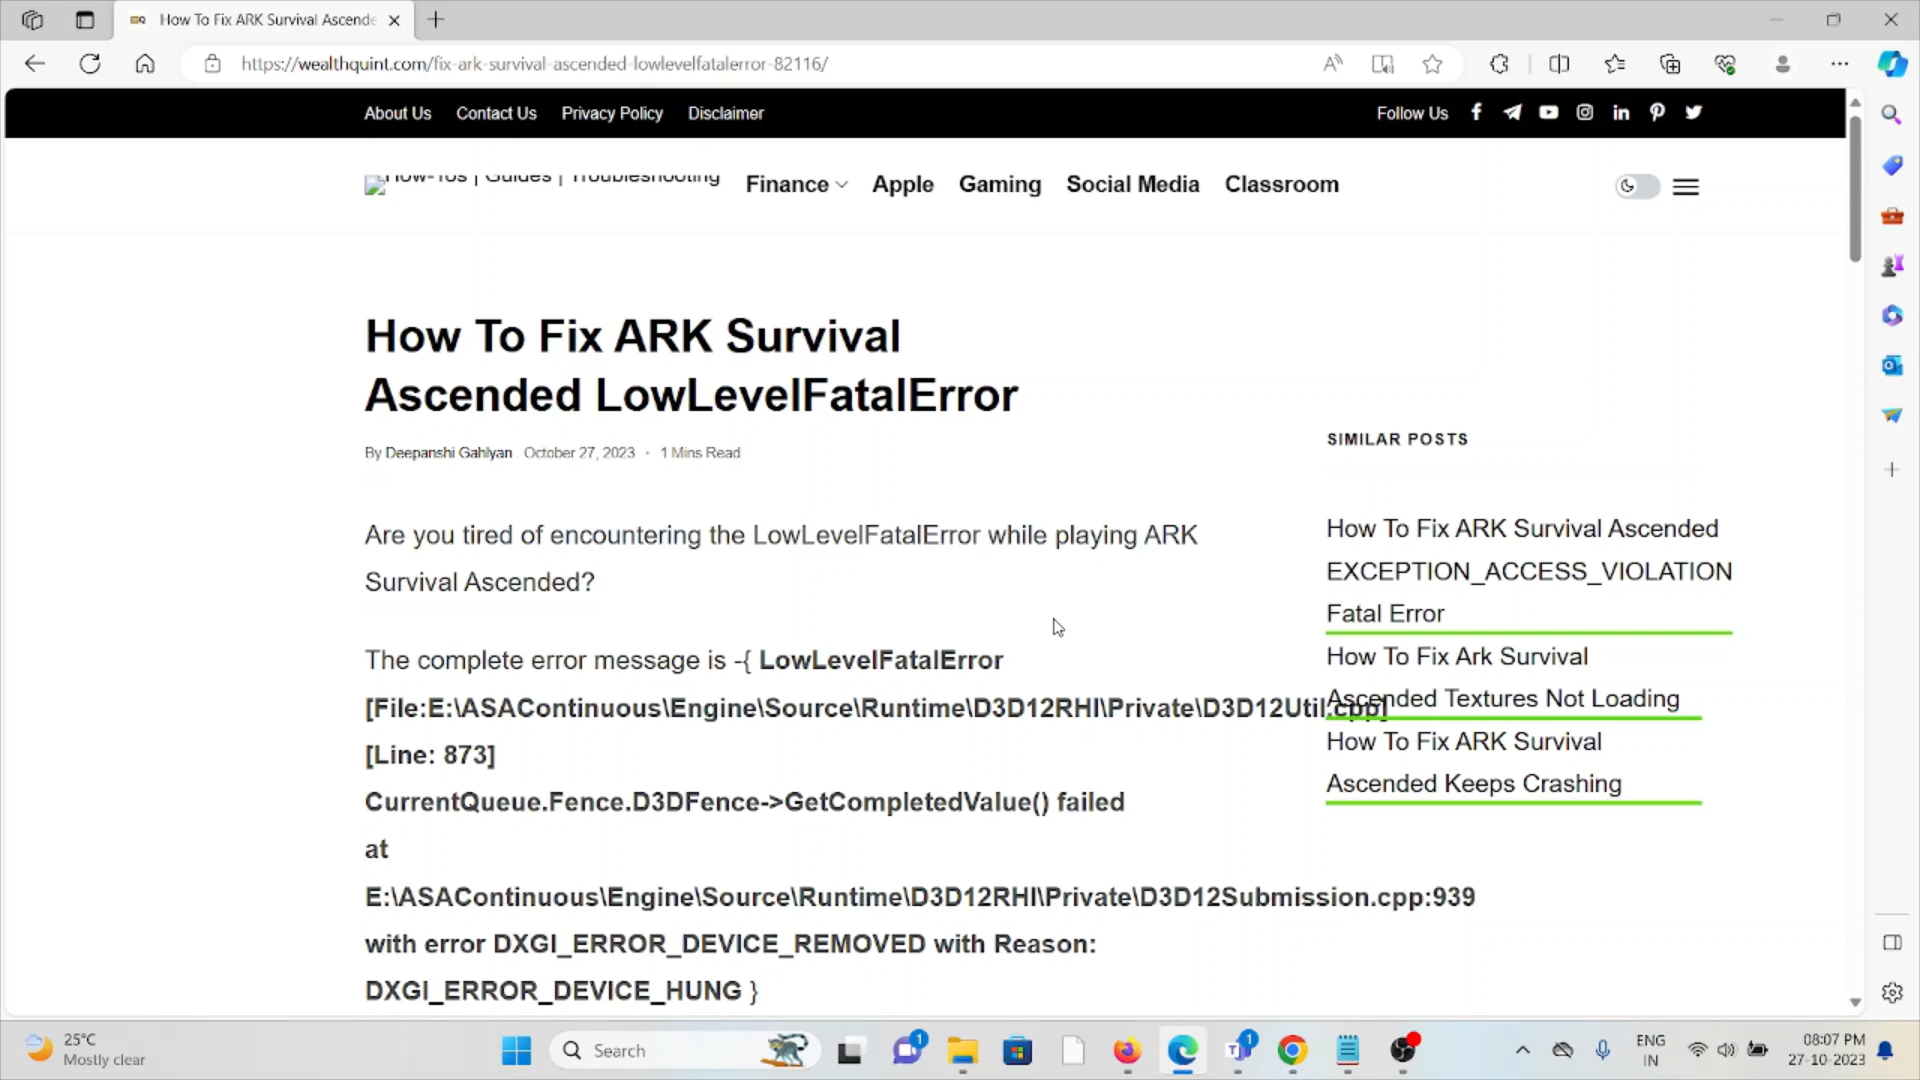 How To Fix ARK Survival Ascende
https://wealthquint.com/fix-ark-survival-ascended-lowlevelfatalerror-82116/
About Us Contact Us Privacy Policy Disclaimer Follow Us
How-Tos | Guides | Troubleshooting Finance Apple Gaming Social Media Classroom
How To Fix ARK Survival
Ascended LowLevelFatalError
By Deepanshi Gahlyan October 27, 2023 · 1 Mins Read
Are you tired of encountering the LowLevelFatalError while playing ARK
Survival Ascended?
The complete error message is -{ LowLevelFatalError
[File:E:\ASAContinuous\Engine\Source\Runtime\D3D12RHI\Private\D3D12Util.cpp]
[Line: 873]
CurrentQueue.Fence.D3DFence->GetCompletedValue() failed
at
E:\ASAContinuous\Engine\Source\Runtime\D3D12RHI\Private\D3D12Submission.cpp:939
with error DXGI_ERROR_DEVICE_REMOVED with Reason:
DXGI_ERROR_DEVICE_HUNG }
SIMILAR POSTS
How To Fix ARK Survival Ascended
EXCEPTION_ACCESS_VIOLATION
Fatal Error
How To Fix Ark Survival
Ascended Textures Not Loading
How To Fix ARK Survival
Ascended Keeps Crashing
25°C
Mostly clear
Search
1
1
ENG
IN
08:07 PM
27-10-2023